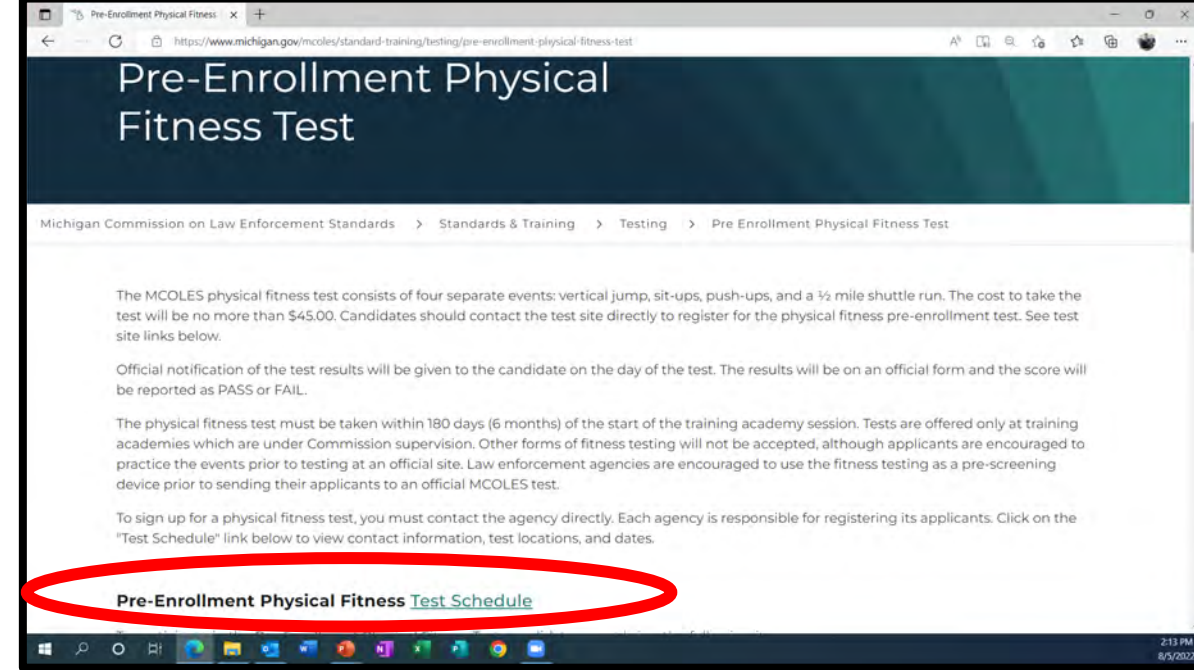 Pre-Enrollment Physical Fitness
https://www.michigan.gov/mcoles/standard-training/testing/pre-enrollment-physical-fitness-test
Pre-Enrollment Physical
Fitness Test
Michigan Commission on Law Enforcement Standards > Standards & Training > Testing > Pre Enrollment Physical Fitness Test
The MCOLES physical fitness test consists of four separate events: vertical jump, sit-ups, push-ups, and a ½ mile shuttle run. The cost to take the
test will be no more than $45.00. Candidates should contact the test site directly to register for the physical fitness pre-enrollment test. See test
site links below.
Official notification of the test results will be given to the candidate on the day of the test. The results will be on an official form and the score will
be reported as PASS or FAIL.
The physical fitness test must be taken within 180 days (6 months) of the start of the training academy session. Tests are offered only at training
academies which are under Commission supervision. Other forms of fitness testing will not be accepted, although applicants are encouraged to
practice the events prior to testing at an official site. Law enforcement agencies are encouraged to use the fitness testing as a pre-screening
device prior to sending their applicants to an official MCOLES test.
To sign up for a physical fitness test, you must contact the agency directly. Each agency is responsible for registering its applicants. Click on the
"Test Schedule" link below to view contact information, test locations, and dates.
Pre-Enrollment Physical Fitness Test Schedule
2:13 PM
8/5/2022